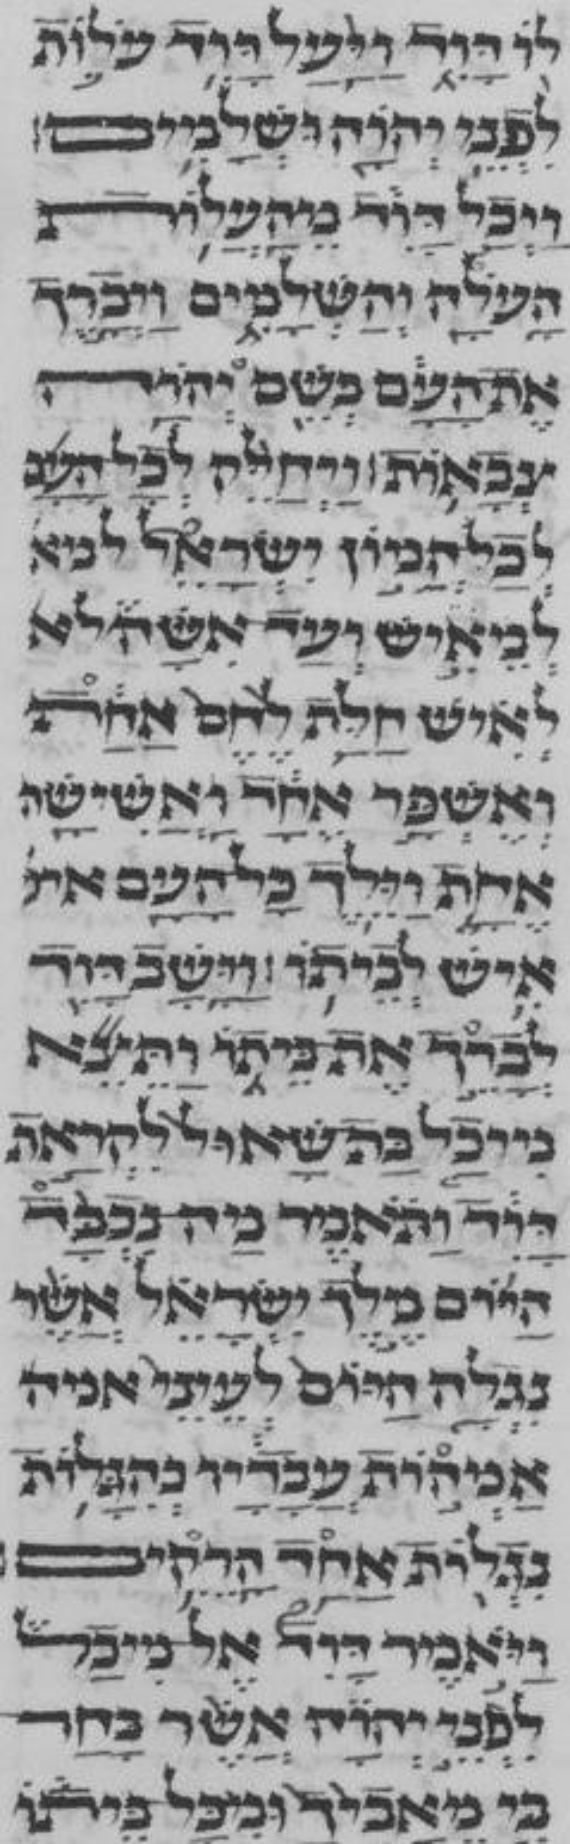 לו דוד ויעל דוד עלות
לפני יהוה ושלמים׃
ויכל דוד מהעלות
העלה והשלמים ויברך
את העם בשם יהוה
צבאות׃ ויחלק לכל העם
לכל המון ישראל למא
למאיש ועד אשה לא
לאיש חלת לחם אחת
ואשפר אחד ואשישה
אחת וילך כל העם את
איש לביתו׃ וישב דוד
לברך את ביתו ותצא
מיכל בת שאול לקראת
דוד ותאמר מה נכבד
היום מלך ישראל אשר
נגלה היום לעיני אמה
אמהות עבדיו כהגלות
נגלות אחד הרקים׃
ויאמר דוד אל מיכל
לפני יהוה אשר בחר
בי מאביך ומכל ביתו